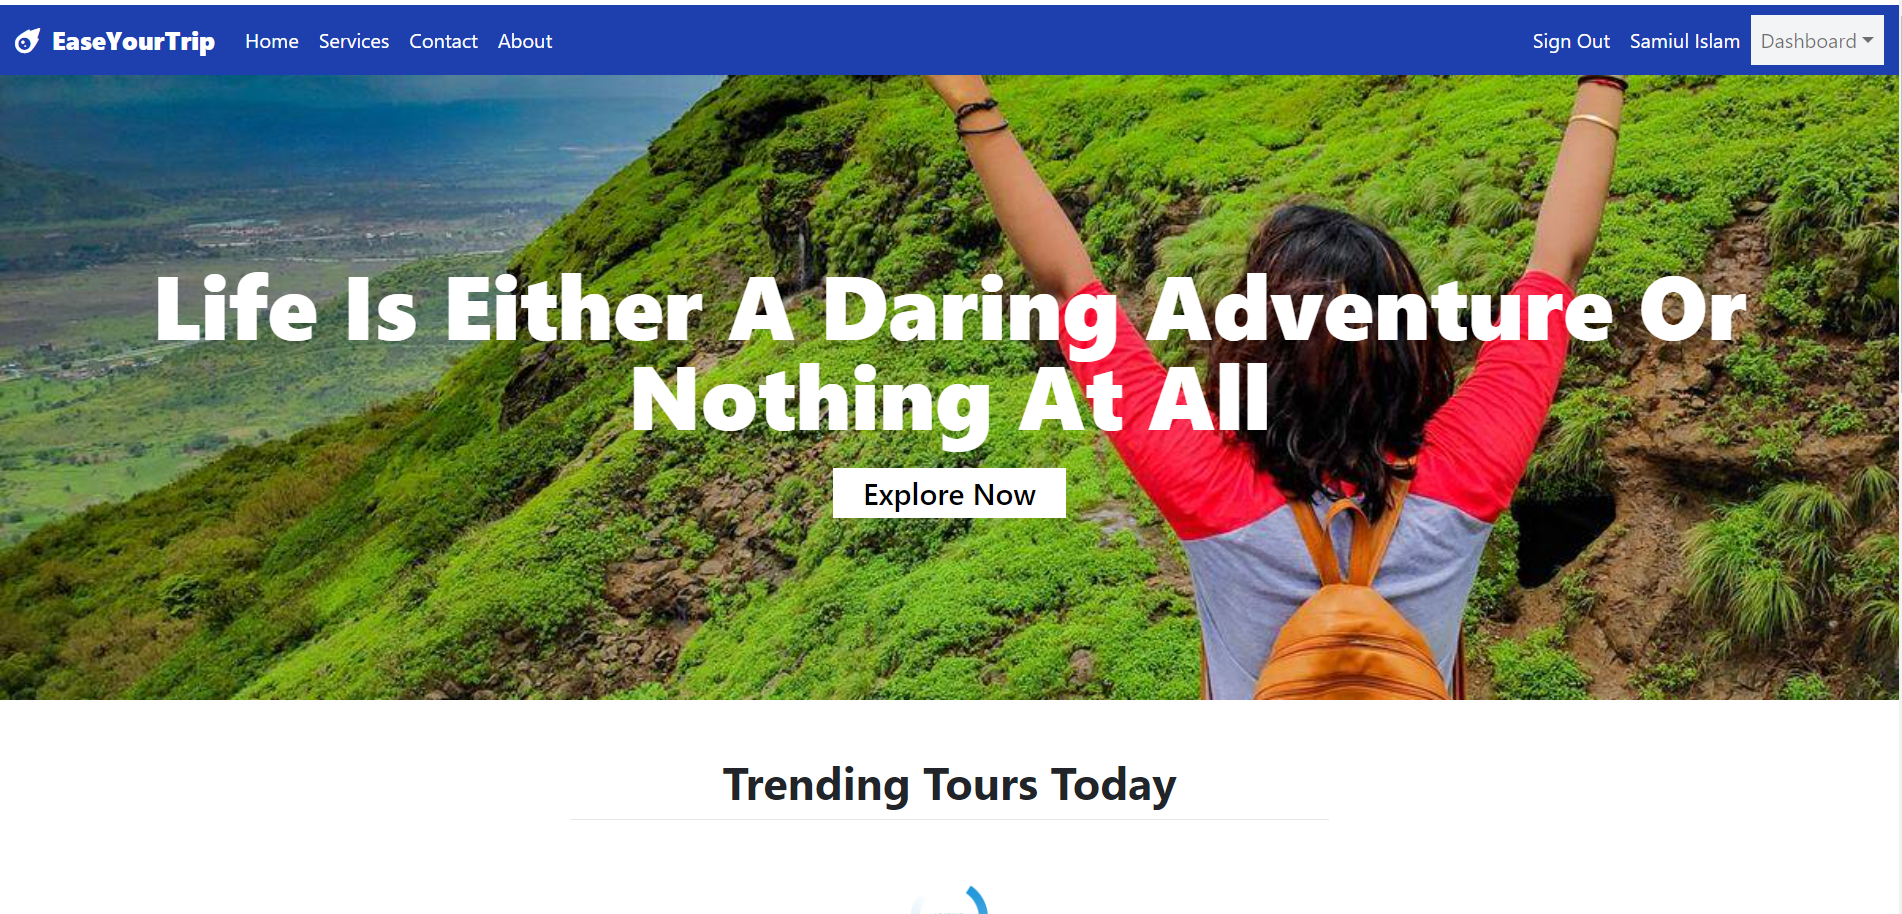 EaseYourTrip Home Services Contact About Sign Out Samiul Islam Dashboard
Life Is Either A Daring Adventure Or
Nothing At All
Explore Now
Trending Tours Today